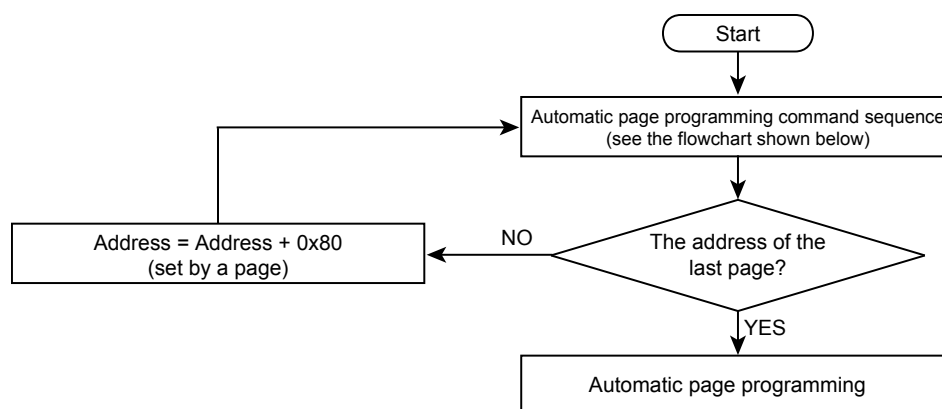 Start
Automatic page programming command sequence
(see the flowchart shown below)
The address of the
last page?
NO
Address = Address + 0x80
(set by a page)
YES
Automatic page programming